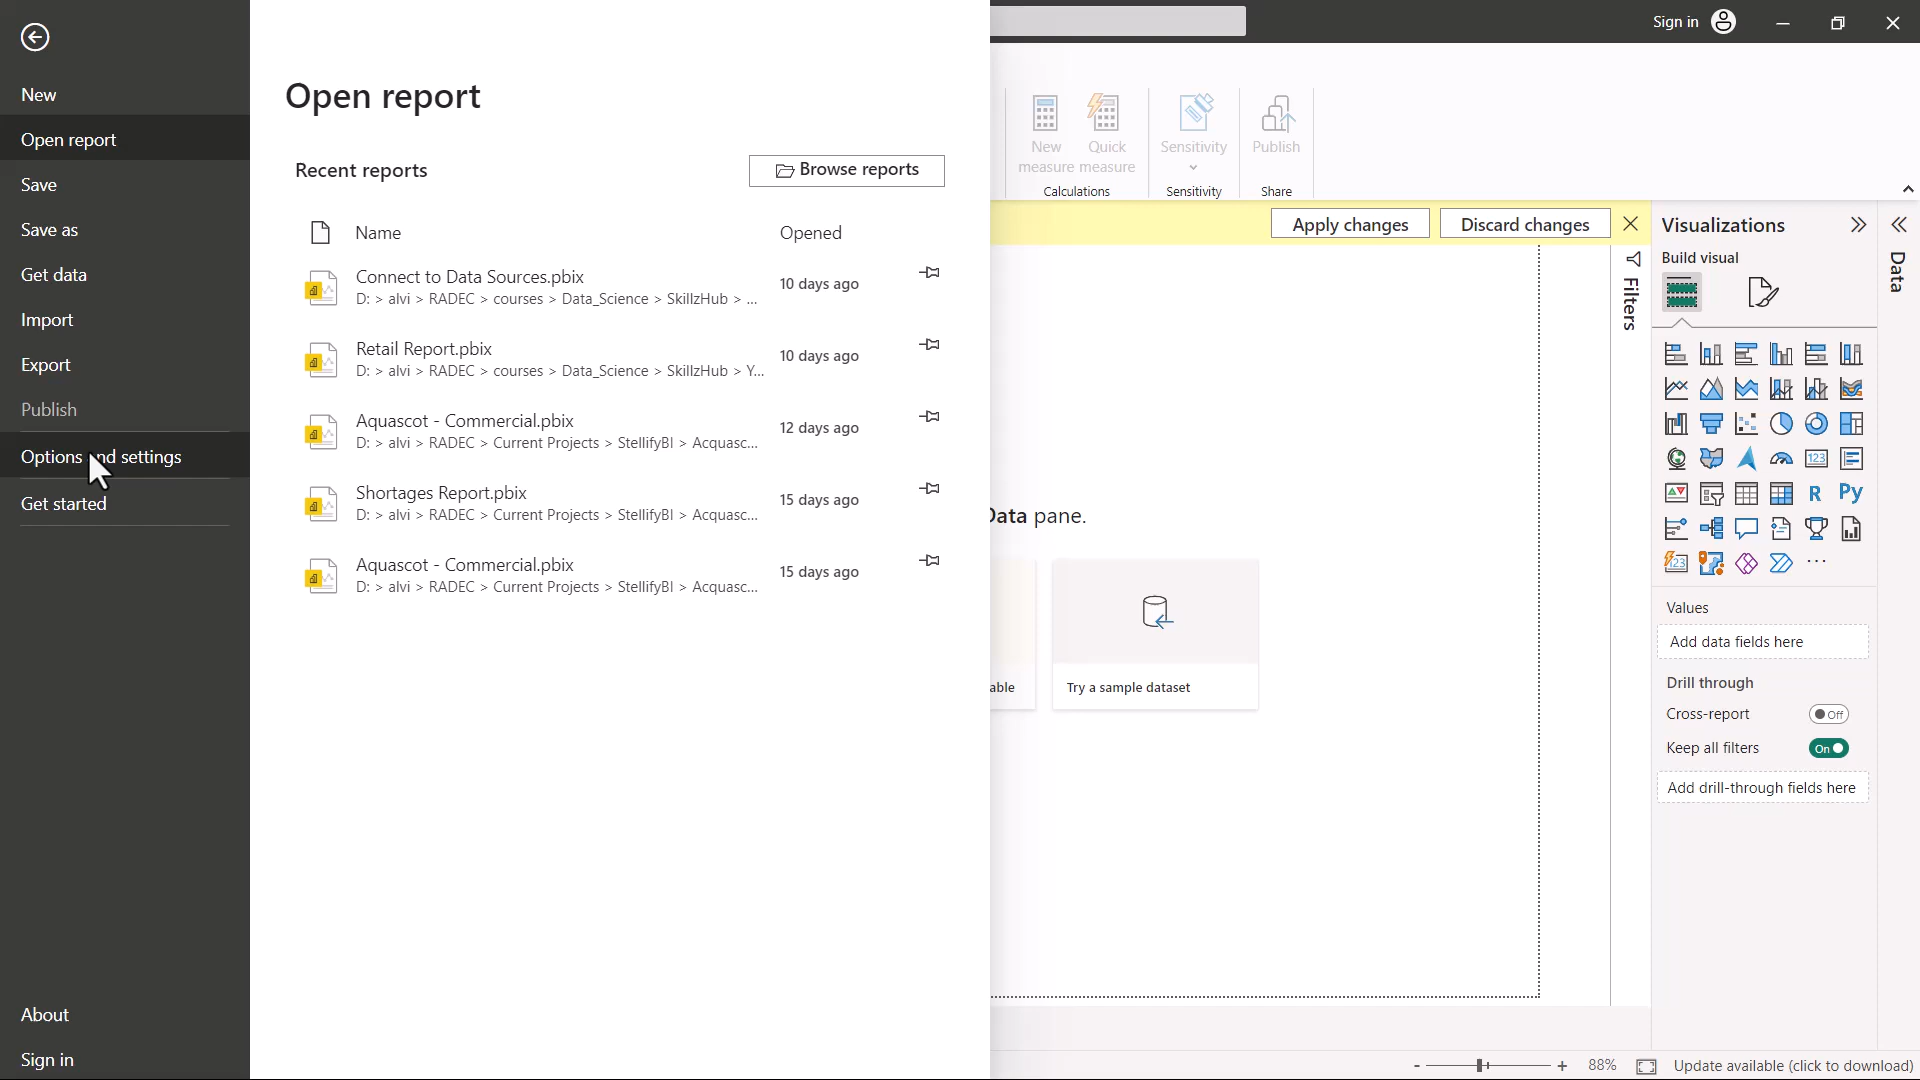 Sign in
New
Open report
Save
Save as
Get data
Import
Export
Publish
Options and settings
Get started
About
Sign in
Open report
Recent reports
Browse reports
Name Opened
Connect to Data Sources.pbix
D: > alvi > RADEC > courses > Data_Science > SkillzHub > ...
10 days ago
Retail Report.pbix
D: > alvi > RADEC > courses > Data_Science > SkillzHub > Y...
10 days ago
Aquascot - Commercial.pbix
D: > alvi > RADEC > Current Projects > StellifyBI > Acquasc...
12 days ago
Shortages Report.pbix
D: > alvi > RADEC > Current Projects > StellifyBI > Acquasc...
15 days ago
Aquascot - Commercial.pbix
D: > alvi > RADEC > Current Projects > StellifyBI > Acquasc...
15 days ago
New measure
Quick measure
Calculations
Sensitivity
Sensitivity
Publish
Share
Apply changes
Discard changes
Data pane.
able
Try a sample dataset
Filters
Visualizations
Build visual
123
R
Py
123
...
Values
Add data fields here
Drill through
Cross-report
Off
Keep all filters
On
Add drill-through fields here
Data
- + 88%
Update available (click to download)